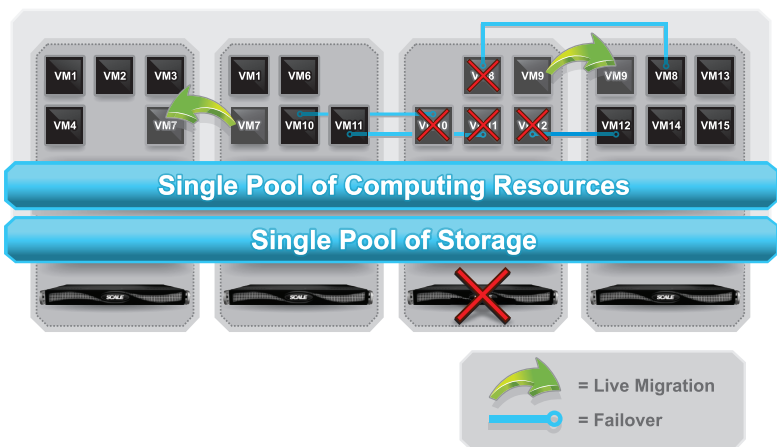 VM1 VM2 VM3 VM1 VM6 VM9 VM9 VM8 VM13
VM4 VM7 VM7 VM10 VM11 VM12 VM14 VM15
Single Pool of Computing Resources
Single Pool of Storage
SCALE SCALE SCALE
= Live Migration
= Failover